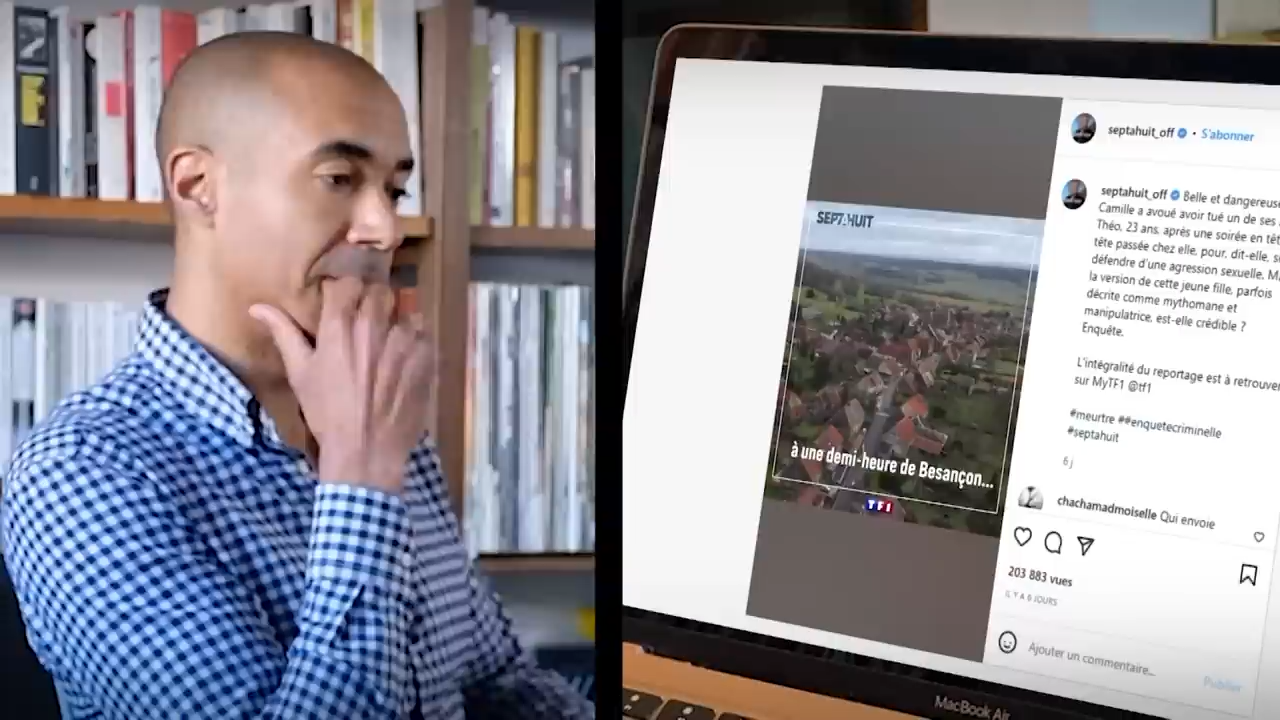 septahuit_off • S'abonner
septahuit_off Belle et dangereuse
Camille a avoué avoir tué un de ses
Théo, 23 ans, après une soirée en têt
tête passée chez elle, pour, dit-elle, s
défendre d'une agression sexuelle. M
la version de cette jeune fille, parfois
décrite comme mythomane et
manipulatrice, est-elle crédible ?
Enquête.
L'intégralité du reportage est à retrouver
sur MyTF1 @tf1
#meurtre ##enquetecriminelle
#septahuit
6 j
chachamadmoiselle Qui envoie
203 883 vues
IL Y A 6 JOURS
Ajouter un commentaire...
Publier
SEPT À HUIT
à une demi-heure de Besançon...
TF1
MacBook Air